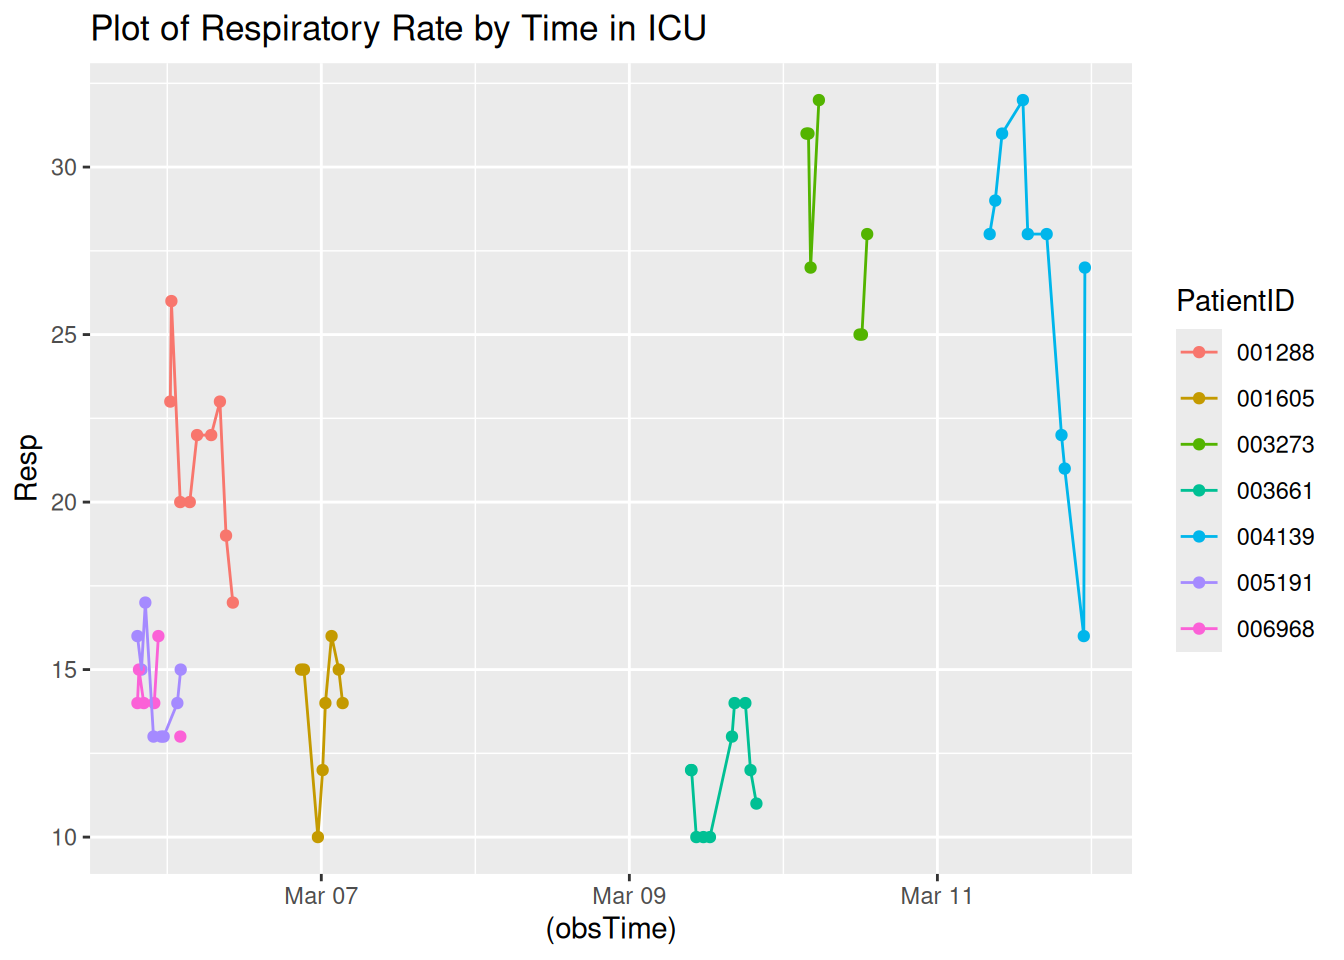 Plot of Respiratory Rate by Time in ICU
Resp
30
25
20
15
10
Mar 07
Mar 09
Mar 11
(obsTime)
PatientID
001288
001605
003273
003661
004139
005191
006968